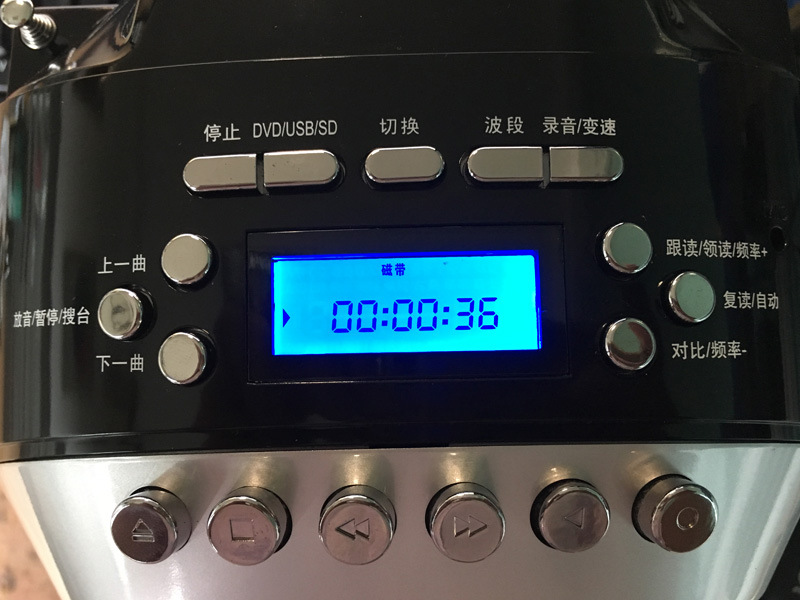 停止 DVD/USB/SD 切换 波段 录音/变速
上一曲
跟读/领读/频率+
磁带
放音/暂停/搜台
00:00:36
复读/自动
下一曲
对比/频率-